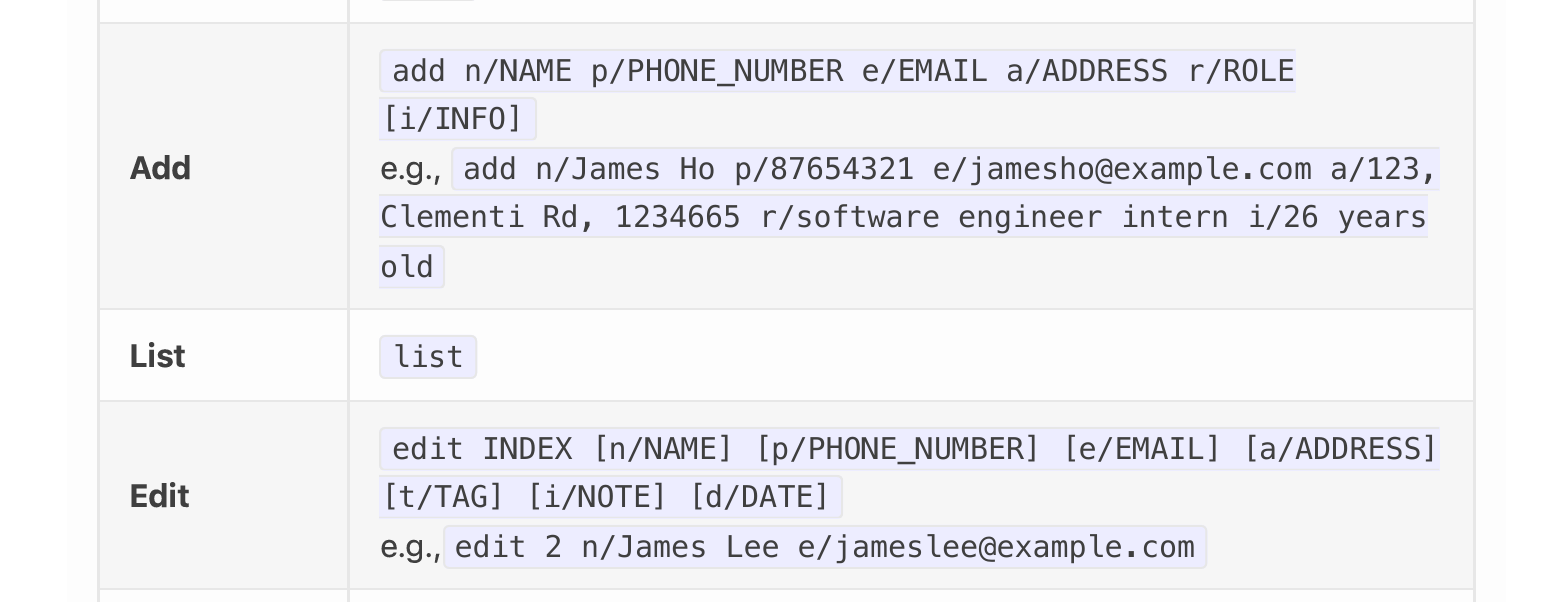 Add
add n/NAME p/PHONE_NUMBER e/EMAIL a/ADDRESS r/ROLE
[i/INFO]
e.g., add n/James Ho p/87654321 e/jamesho@example.com a/123,
Clementi Rd, 1234665 r/software engineer intern i/26 years
old
List
list
Edit
edit INDEX [n/NAME] [p/PHONE_NUMBER] [e/EMAIL] [a/ADDRESS]
[t/TAG] [i/NOTE] [d/DATE]
e.g., edit 2 n/James Lee e/jameslee@example.com